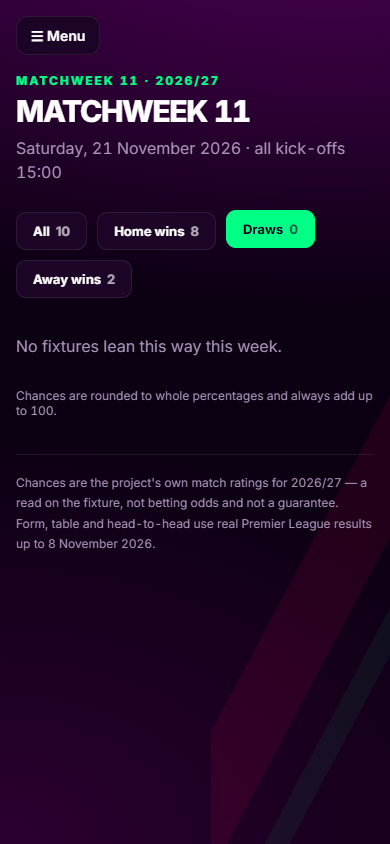 ☰ Menu
MATCHWEEK 11 · 2026/27
MATCHWEEK 11
Saturday, 21 November 2026 · all kick-offs
15:00
All 10
Home wins 8
Draws 0
Away wins 2
No fixtures lean this way this week.
Chances are rounded to whole percentages and always add up
to 100.
Chances are the project's own match ratings for 2026/27 — a
read on the fixture, not betting odds and not a guarantee.
Form, table and head-to-head use real Premier League results
up to 8 November 2026.